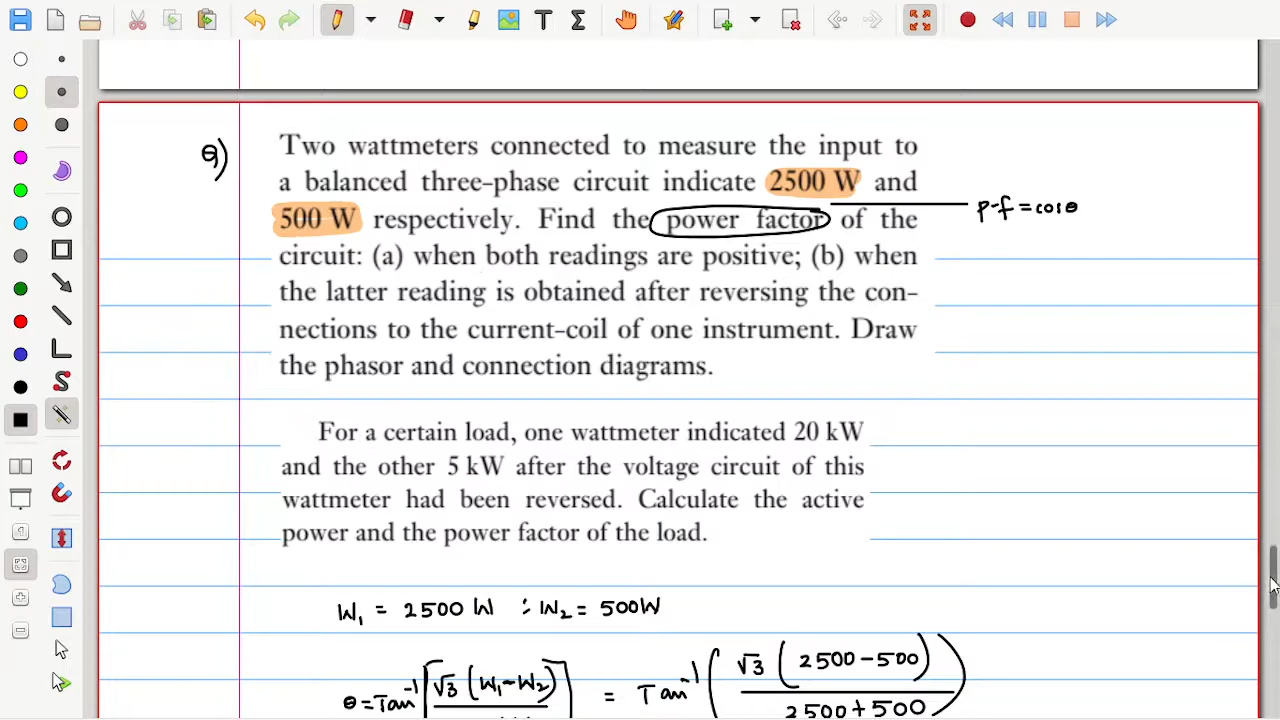 Q)
Two wattmeters connected to measure the input to
a balanced three-phase circuit indicate 2500 W and
500 W respectively. Find the power factor of the
p.f = cosθ
circuit: (a) when both readings are positive; (b) when
the latter reading is obtained after reversing the con-
nections to the current-coil of one instrument. Draw
the phasor and connection diagrams.
For a certain load, one wattmeter indicated 20 kW
and the other 5 kW after the voltage circuit of this
wattmeter had been reversed. Calculate the active
power and the power factor of the load.
W₁ = 2500 W ; W₂ = 500W
θ = Tan⁻¹ [√3 (W₁-W₂) = Tan⁻¹ (√3 (2500-500))
2500+500